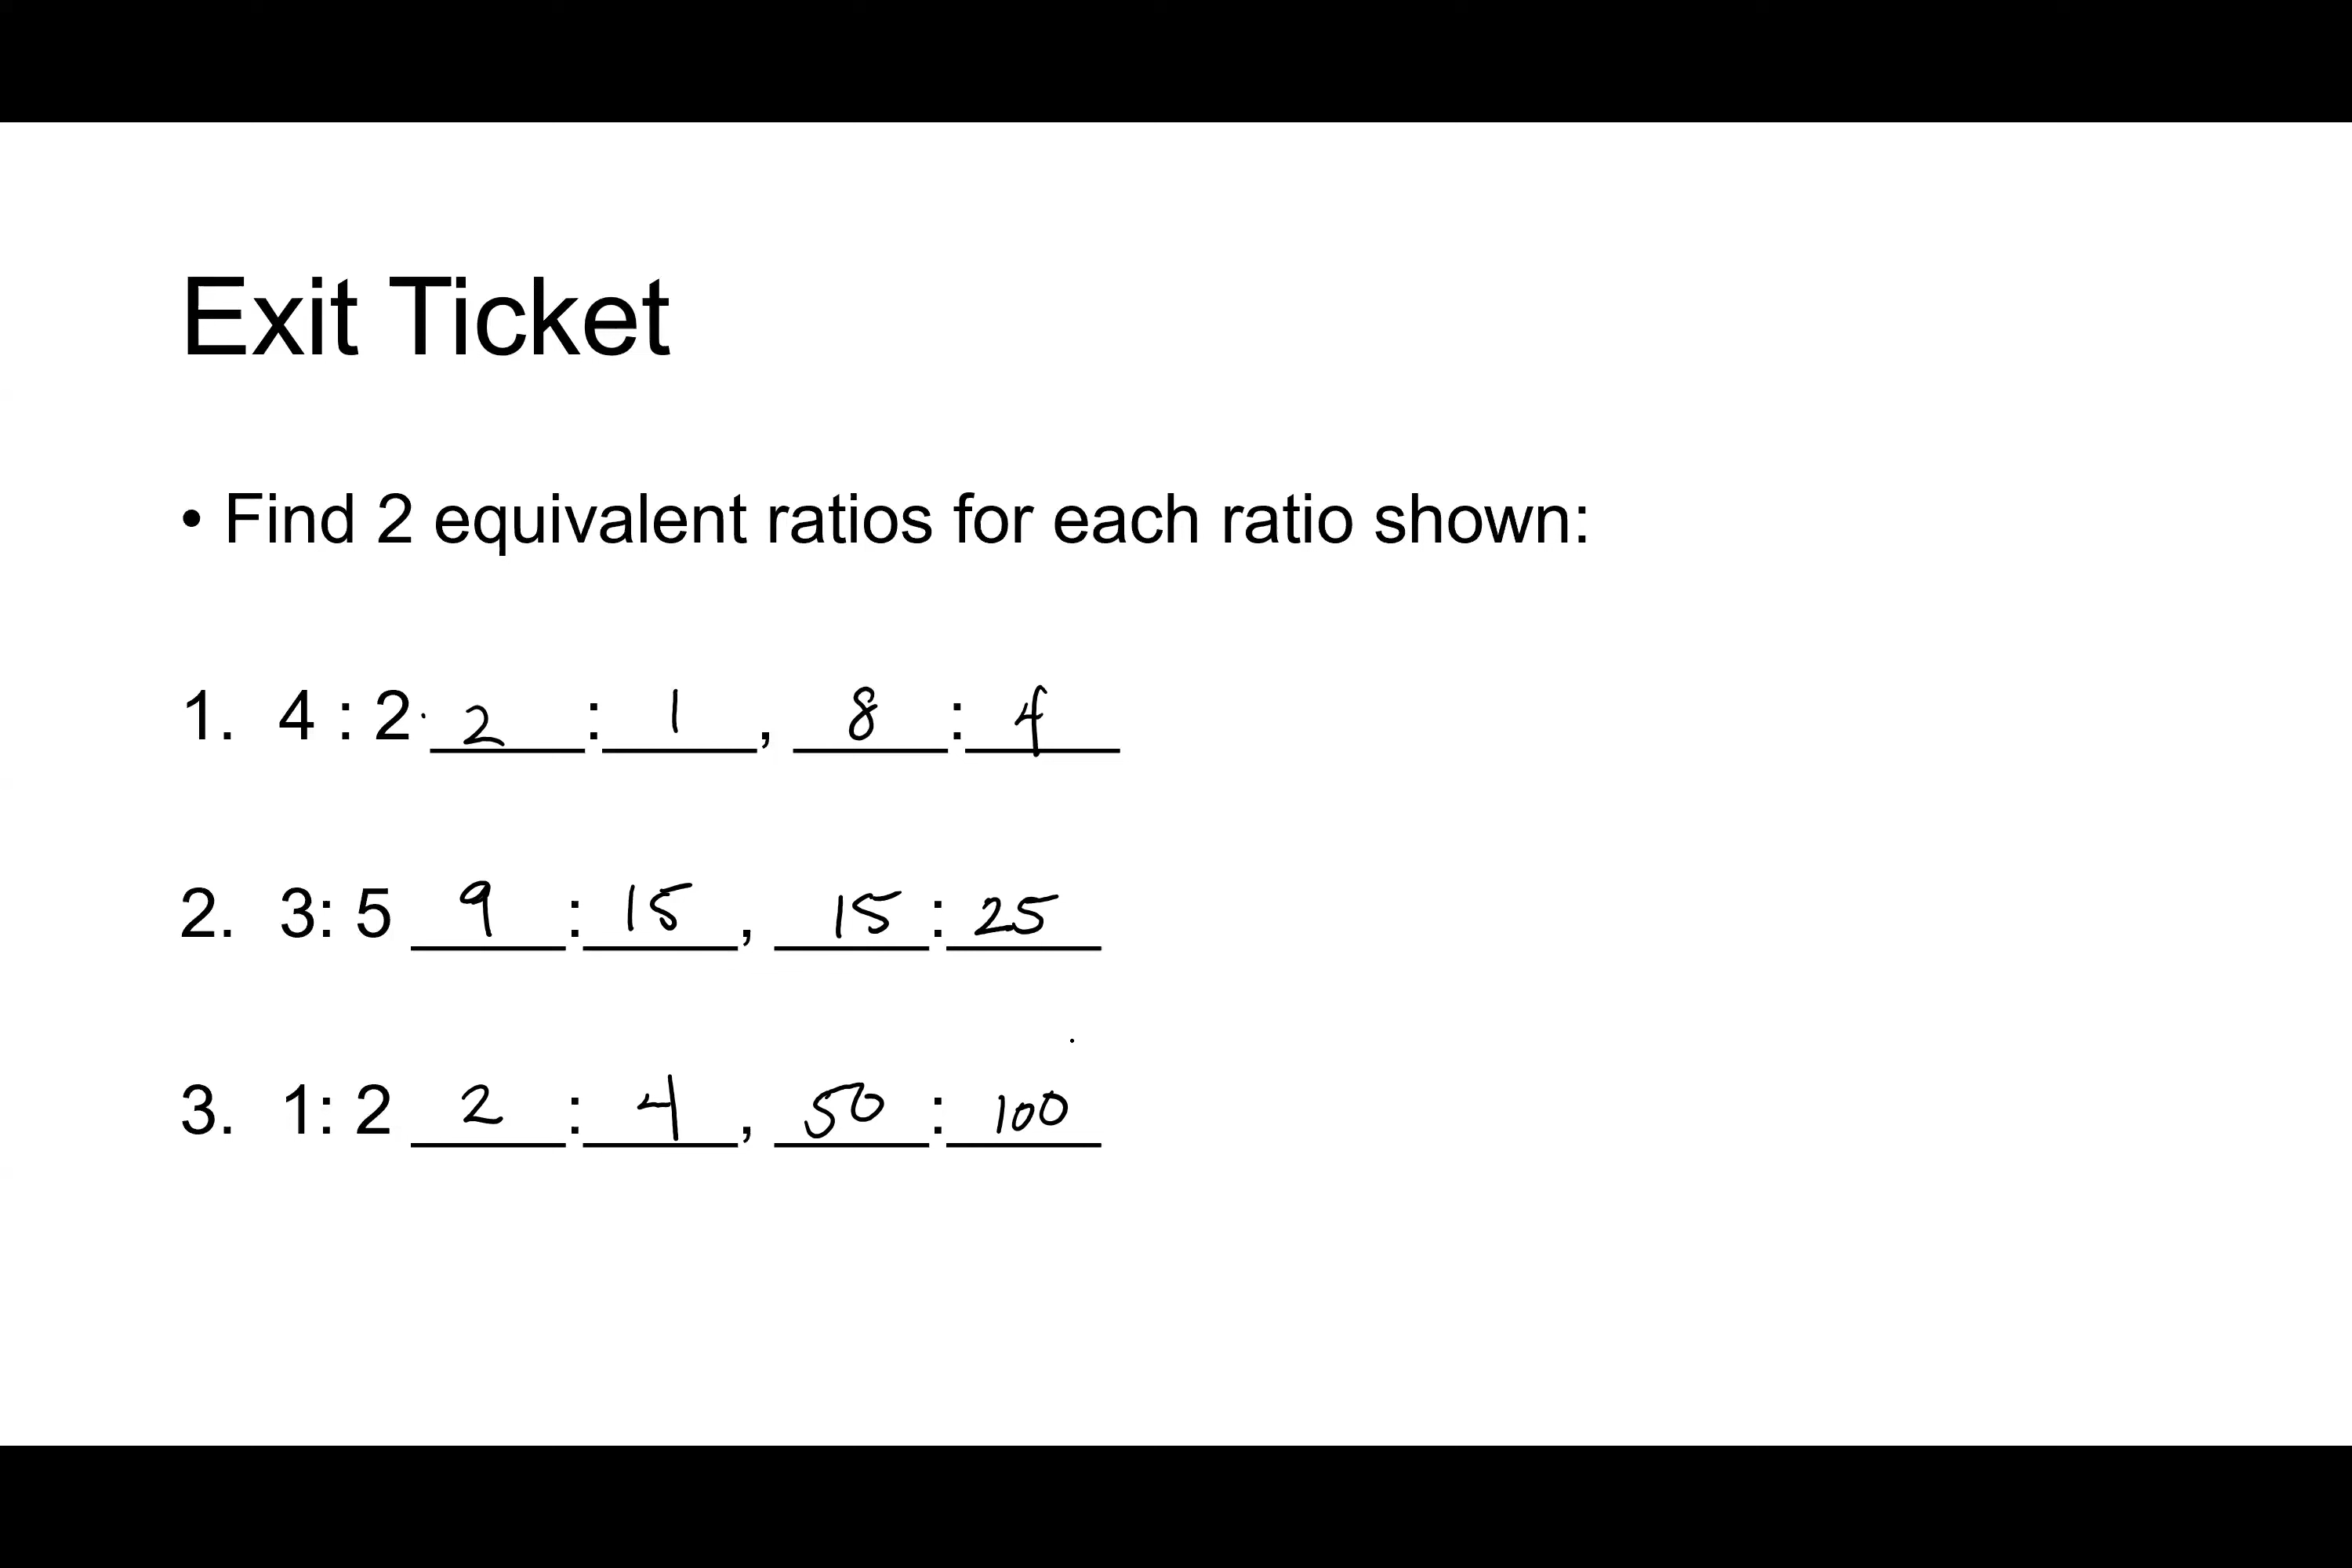 Exit Ticket
• Find 2 equivalent ratios for each ratio shown:
1. 4 : 2 2 : 1 , 8 : 4
2. 3: 5 9 : 15 , 15 : 25
3. 1: 2 2 : 4 , 50 : 100